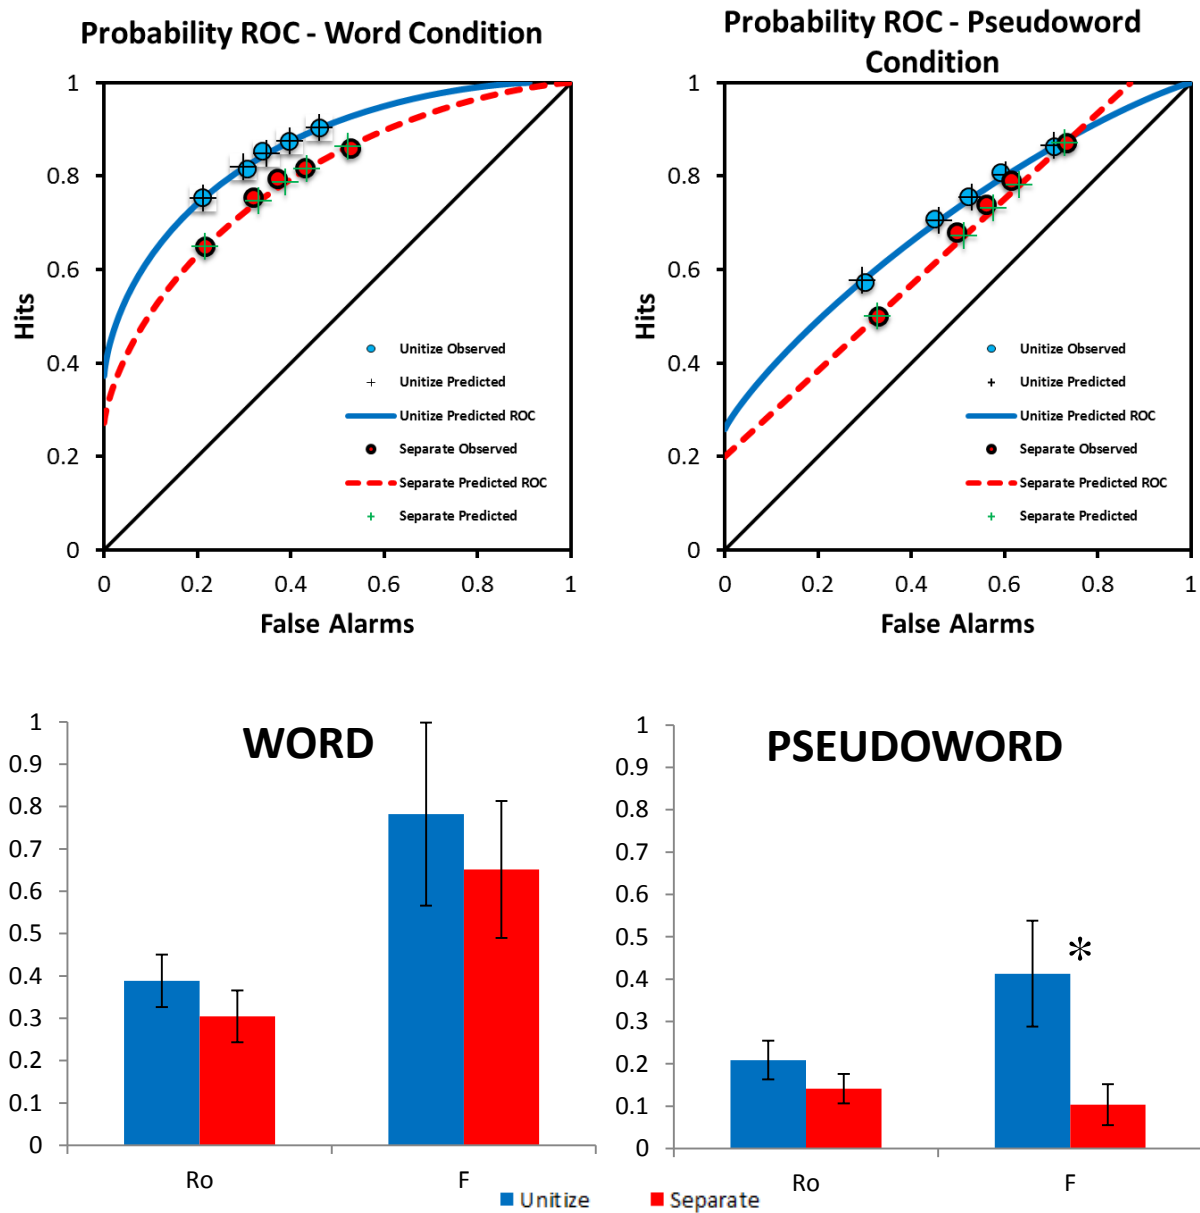 Probability ROC - Word Condition
1
0.8
0.6
0.4
0.2
0
Hits
Unitize Observed
Unitize Predicted
Unitize Predicted ROC
Separate Observed
Separate Predicted ROC
Separate Predicted
0 0.2 0.4 0.6 0.8 1
False Alarms
Probability ROC - Pseudoword
Condition
1
0.8
0.6
0.4
0.2
0
Hits
Unitize Observed
Unitize Predicted
Unitize Predicted ROC
Separate Observed
Separate Predicted ROC
Separate Predicted
0 0.2 0.4 0.6 0.8 1
False Alarms
WORD
1
0.9
0.8
0.7
0.6
0.5
0.4
0.3
0.2
0.1
0
Ro F
PSEUDOWORD
1
0.9
0.8
0.7
0.6
0.5
0.4
0.3
0.2
0.1
0
*
Ro F
Unitize Separate